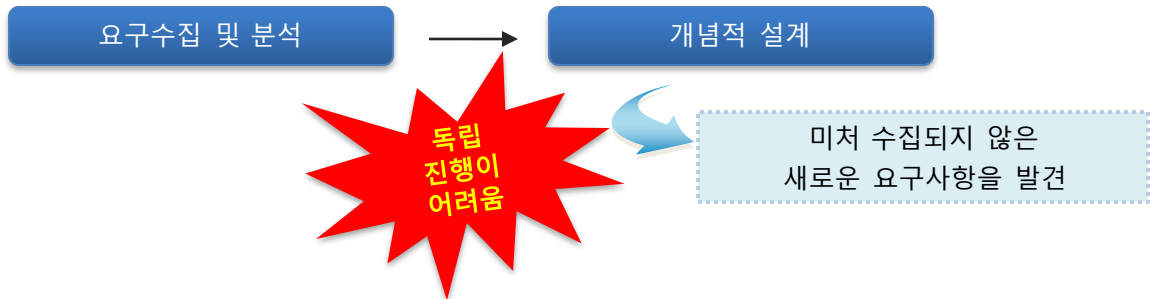 요구수집 및 분석
개념적 설계
독립
진행이
어려움
미처 수집되지 않은
새로운 요구사항을 발견